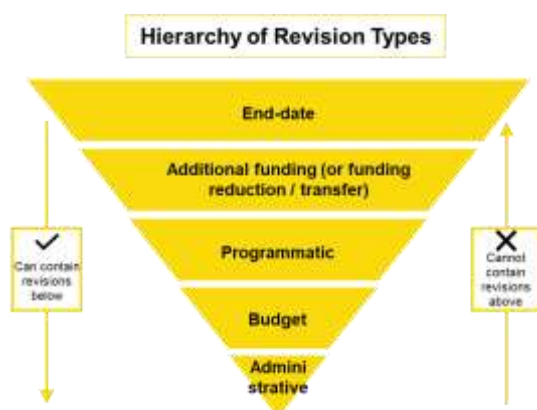 Hierarchy of Revision Types
End-date
Additional funding (or funding
reduction / transfer)
Programmatic
Budget
Admini
strative
Can contain
revisions
below
Cannot
contain
revisions
above